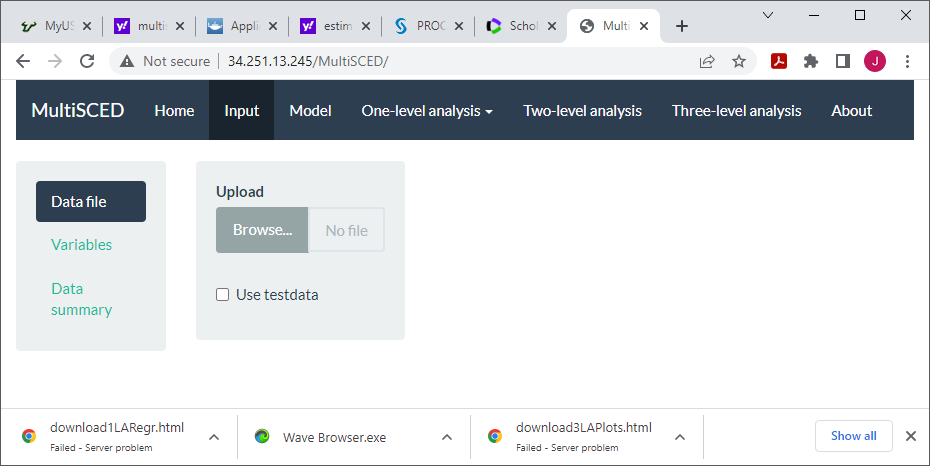 MyUS
multi
Appli
estim
PROC
Schol
Multi
Not secure
34.251.13.245/MultiSCED/
J
MultiSCED Home Input Model One-level analysis Two-level analysis Three-level analysis About
Data file
Variables
Data
summary
Upload
Browse... No file
Use testdata
download1LARegr.html
Failed - Server problem
Wave Browser.exe
download3LAPlots.html
Failed - Server problem
Show all